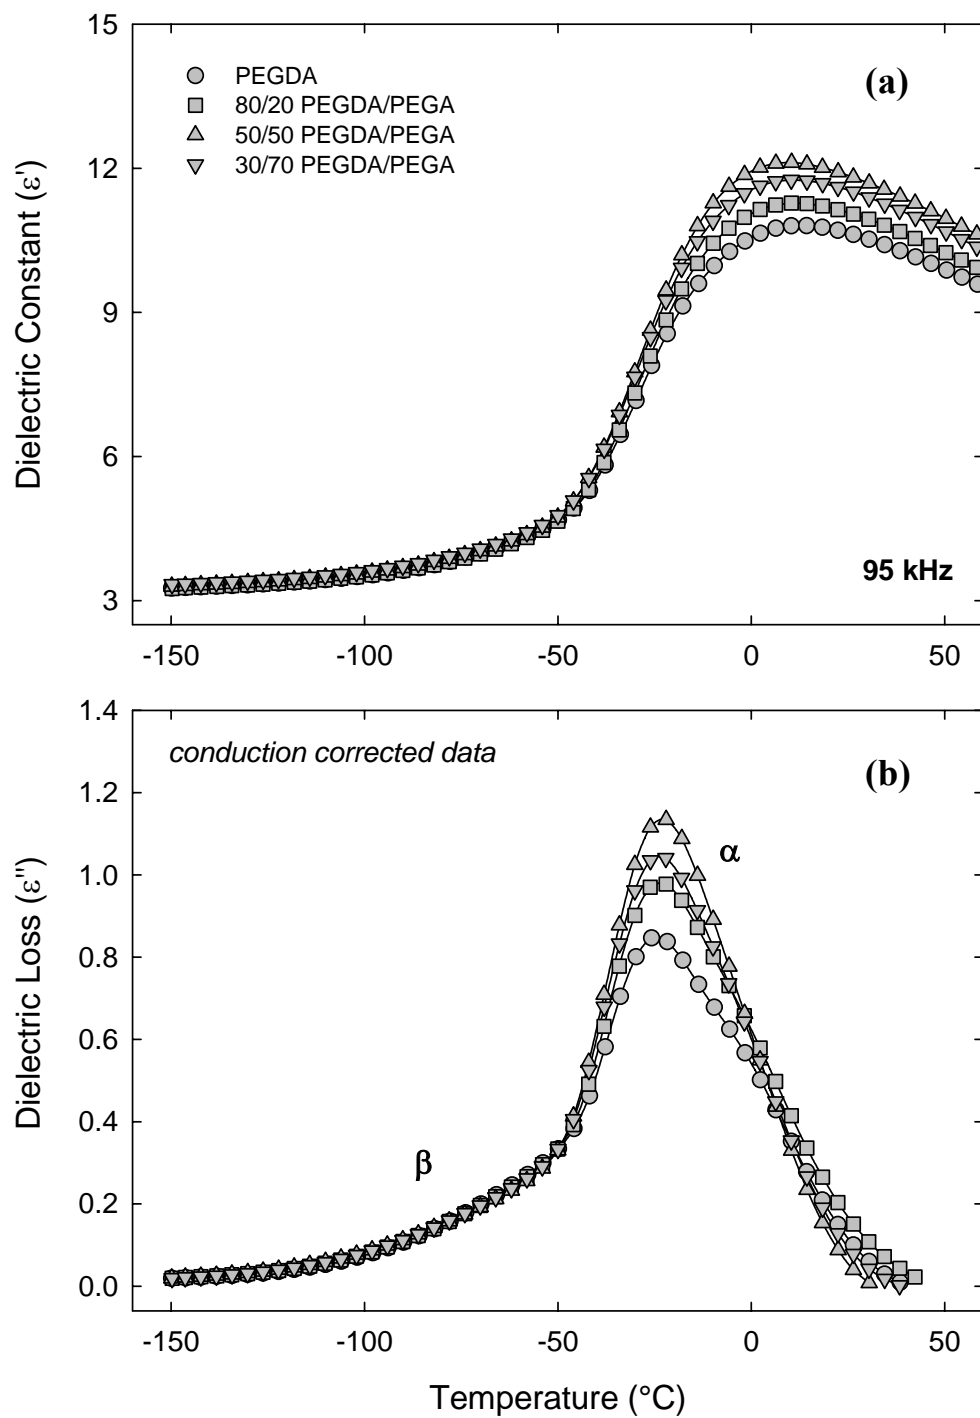 15
12
9
6
3
Dielectric Constant (ε')
PEGDA
80/20 PEGDA/PEGA
50/50 PEGDA/PEGA
30/70 PEGDA/PEGA
(a)
95 kHz
-150 -100 -50 0 50
1.4
1.2
1.0
0.8
0.6
0.4
0.2
0.0
Dielectric Loss (ε")
conduction corrected data
(b)
α
β
-150 -100 -50 0 50
Temperature (°C)